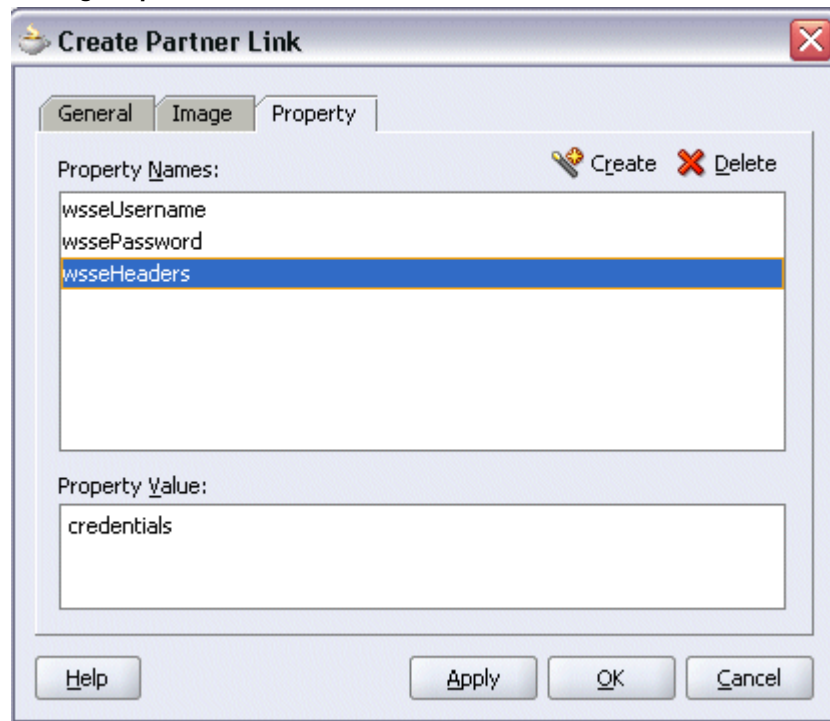 Create Partner Link
General Image Property
Property Names: Create Delete
wsseUsername
wssePassword
wsseHeaders
Property Value:
credentials
Help Apply OK Cancel